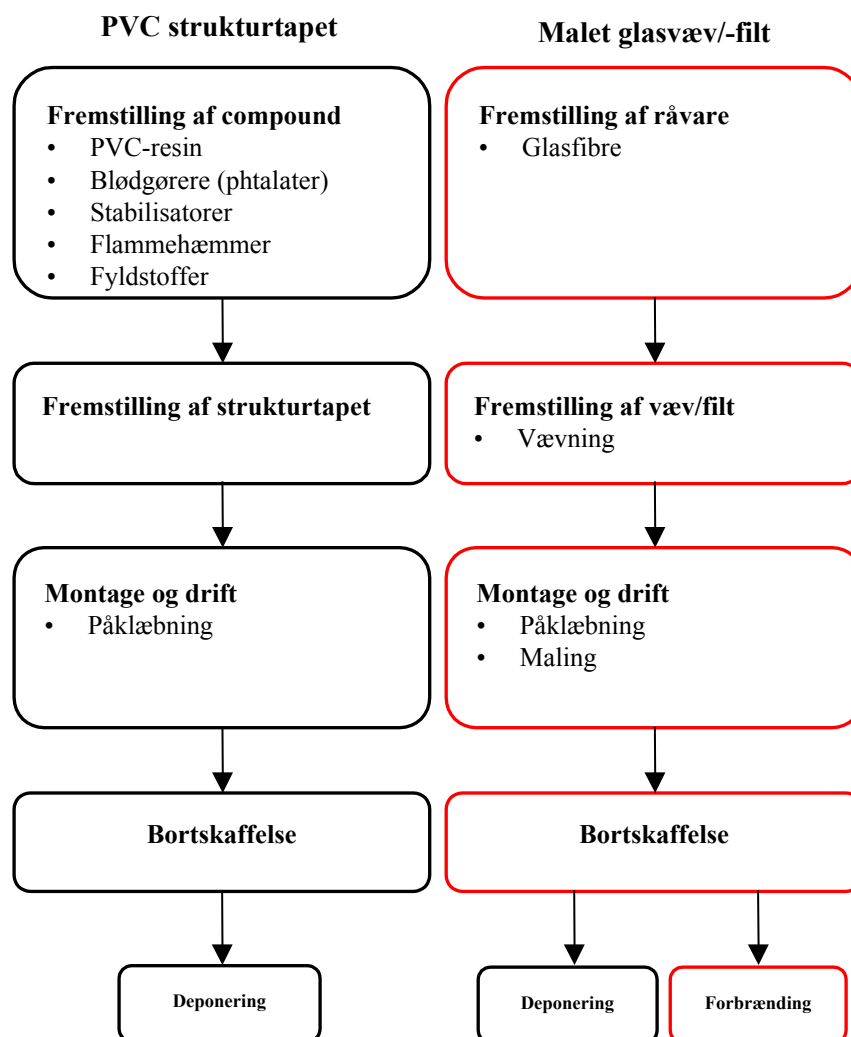 PVC strukturtapet
Fremstilling af compound
• PVC-resin
• Blødgørere (phtalater)
• Stabilisatorer
• Flammehæmmer
• Fyldstoffer
Fremstilling af strukturtapet
Montage og drift
• Påklæbning
Bortskaffelse
Deponering
Malet glasvæv/-filt
Fremstilling af råvare
• Glasfibre
Fremstilling af væv/filt
• Vævning
Montage og drift
• Påklæbning
• Maling
Bortskaffelse
Deponering
Forbrænding